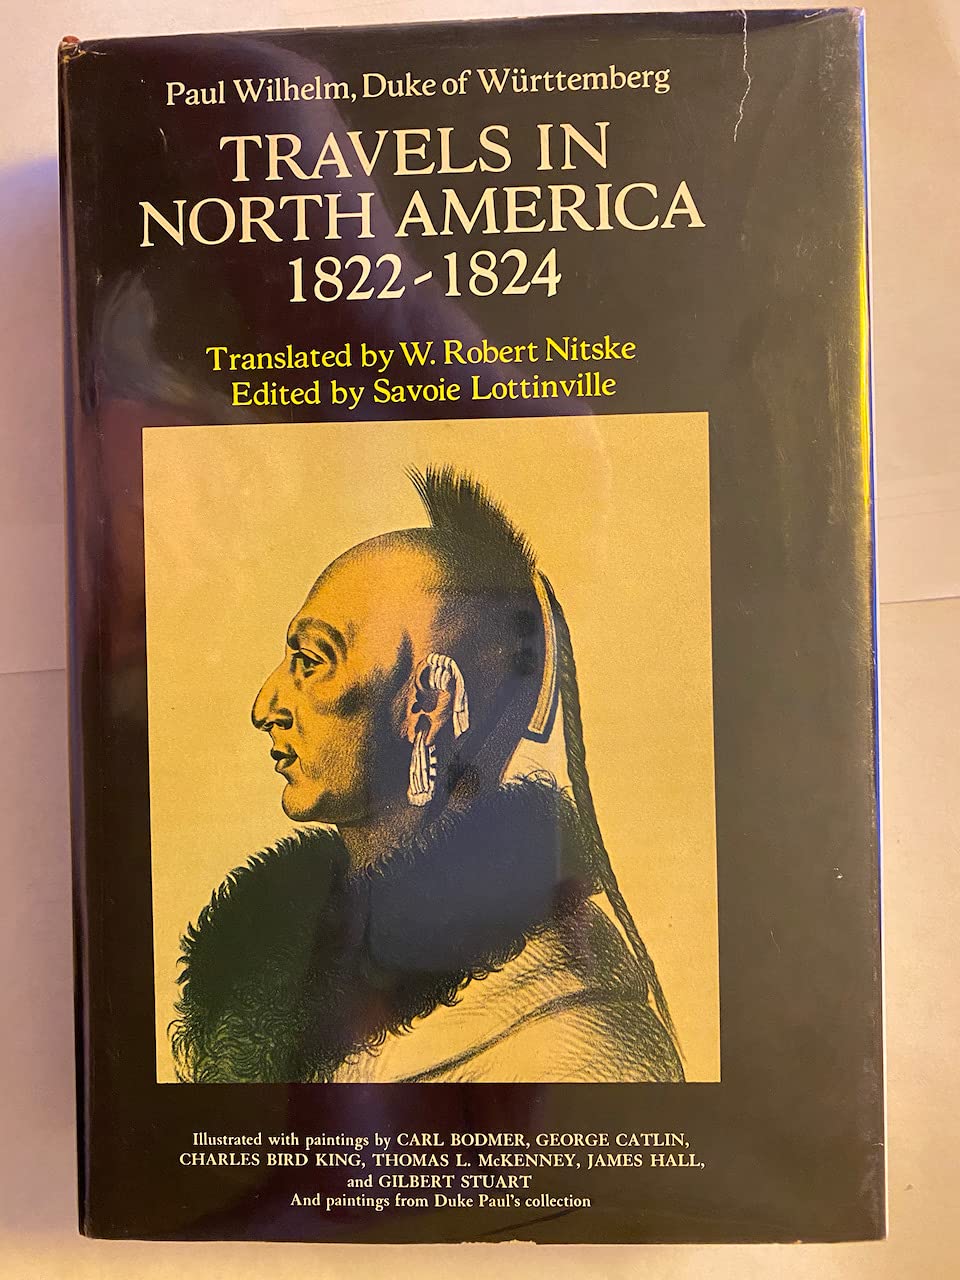 Paul Wilhelm, Duke of Württemberg
TRAVELS IN
NORTH AMERICA
1822-1824
Translated by W. Robert Nitske
Edited by Savoie Lottinville
Illustrated with paintings by CARL BODMER, GEORGE CATLIN,
CHARLES BIRD KING, THOMAS L. McKENNEY, JAMES HALL,
and GILBERT STUART
And paintings from Duke Paul's collection